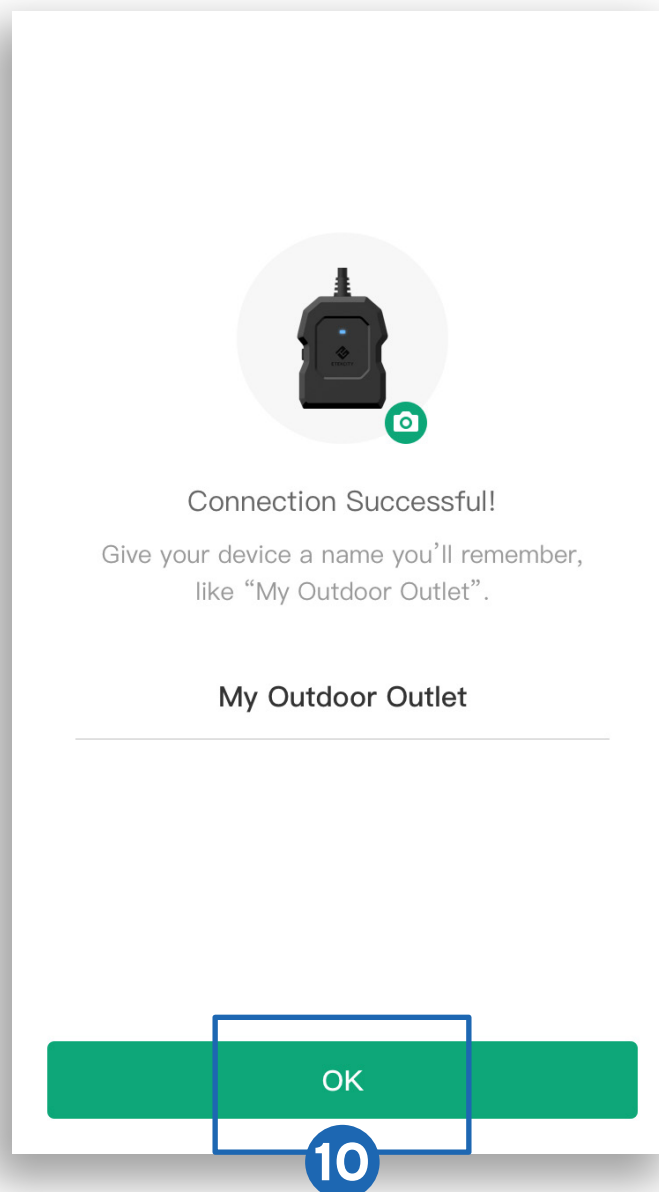 Connection Successful!
Give your device a name you’ll remember,
like “My Outdoor Outlet”.
My Outdoor Outlet
OK
10